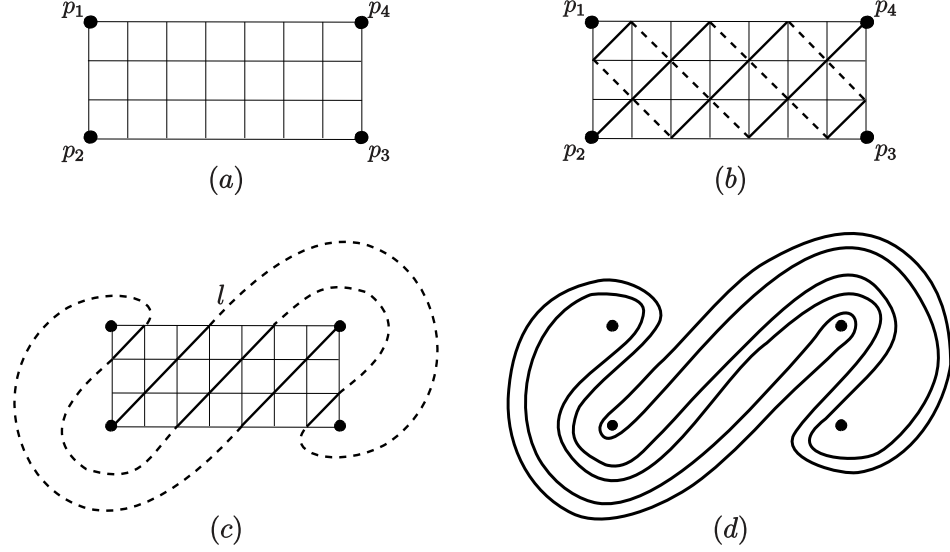 p₁ p₄ p₁ p₄
p₂ p₃ p₂ p₃
(a) (b)
l
(c) (d)